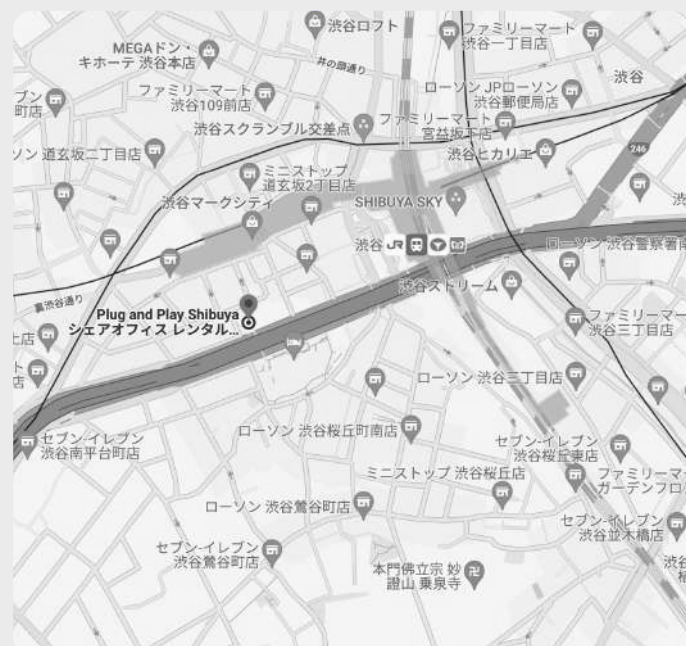 渋谷ロフト
ファミリーマート
渋谷一丁目店
MEGAドン・
キホーテ 渋谷本店
井の頭通り
渋谷
ファミリーマート
渋谷109前店
ローソン JPローソン
渋谷郵便局店
ブン
町店
渋谷スクランブル交差点
ファミリーマート
宮益坂下店
246
ソン 道玄坂二丁目店
渋谷ヒカリエ
ミニストップ
道玄坂2丁目店
渋谷マークシティ
SHIBUYA SKY
渋谷
JR
ローソン 渋谷警察署南
裏渋谷通り
渋谷ストリーム
Plug and Play Shibuya
シェアオフィス レンタル...
ファミリーマー
渋谷三丁目店
店
ト
店
ローソン 渋谷三丁目店
セブン-イレブン
渋谷南平台町店
ローソン 渋谷桜丘町南店
セブン-イレブン
渋谷桜丘東店
ミニストップ 渋谷桜丘店
ファミリーマ
ガーデンフロ
ローソン 渋谷鶯谷町店
セブン-イレブン
渋谷並木橋店
セブン-イレブン
渋谷鶯谷町店
本門佛立宗 妙
證山 乗泉寺
渋谷